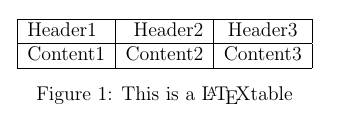 Header1 Header2 Header3
Content1 Content2 Content3
Figure 1: This is a LATEXtable